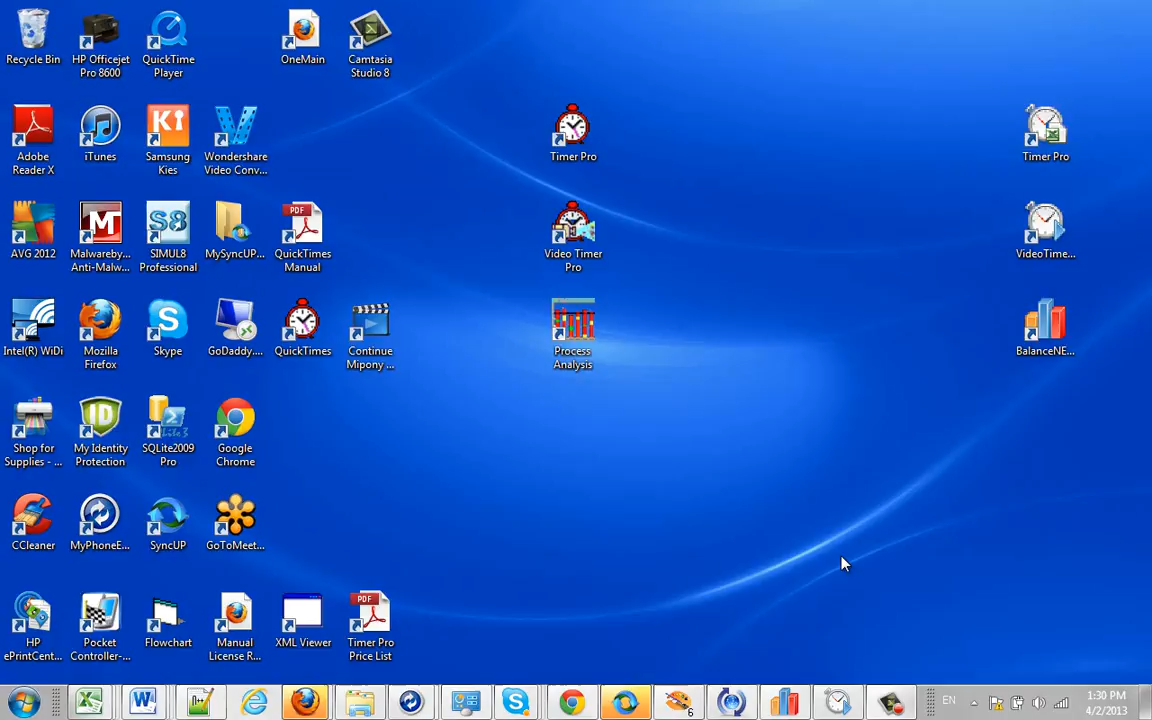 Recycle Bin
HP Officejet
Pro 8600
QuickTime
Player
OneMain
Camtasia
Studio 8
Adobe
Reader X
iTunes
Samsung
Kies
Wondershare
Video Conv...
Timer Pro
Timer Pro
AVG 2012
Malwareby...
Anti-Malw...
SIMUL8
Professional
MySyncUP...
PDF
QuickTimes
Manual
Video Timer
Pro
VideoTime...
Intel(R) WiDi
Mozilla
Firefox
Skype
GoDaddy....
QuickTimes
Continue
Mipony ...
Process
Analysis
BalanceNE...
Shop for
Supplies - ...
ID
My Identity
Protection
SQLite2009
Pro
Google
Chrome
CCleaner
MyPhoneE...
SyncUP
GoToMeet...
HP
ePrintCent...
Pocket
Controller-...
Flowchart
Manual
License R...
XML Viewer
PDF
Timer Pro
Price List
6
EN
1:30 PM
4/2/2013